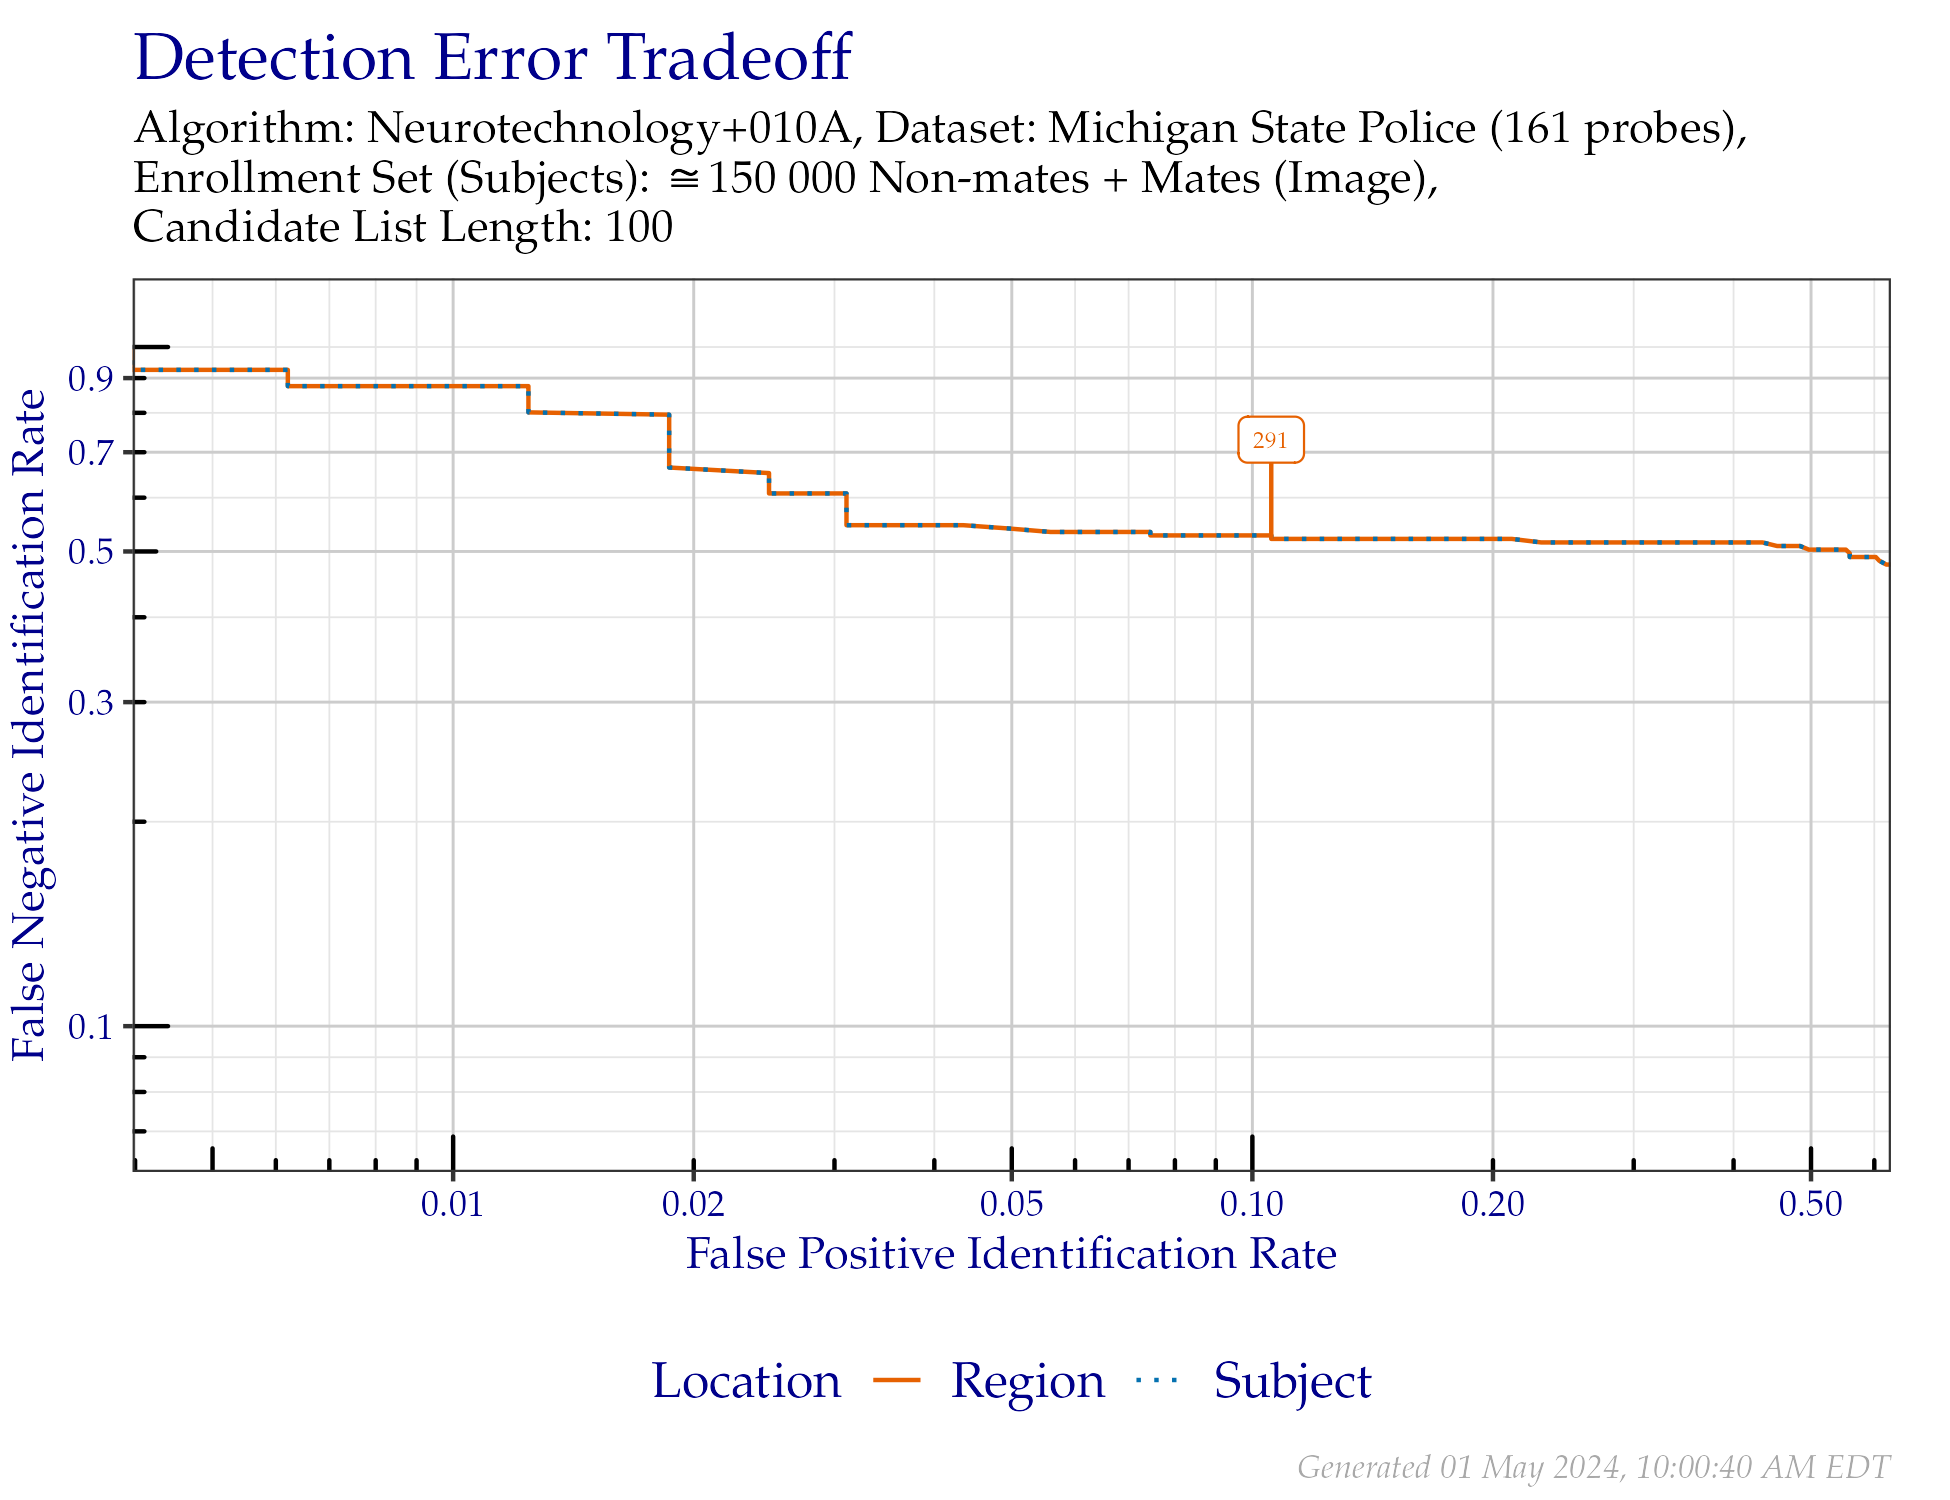 Detection Error Tradeoff
Algorithm: Neurotechnology+010A, Dataset: Michigan State Police (161 probes),
Enrollment Set (Subjects): ≅150 000 Non-mates + Mates (Image),
Candidate List Length: 100
False Negative Identification Rate
0.9
0.7
0.5
0.3
0.1
291
0.01 0.02 0.05 0.10 0.20 0.50
False Positive Identification Rate
Location Region Subject
Generated 01 May 2024, 10:00:40 AM EDT